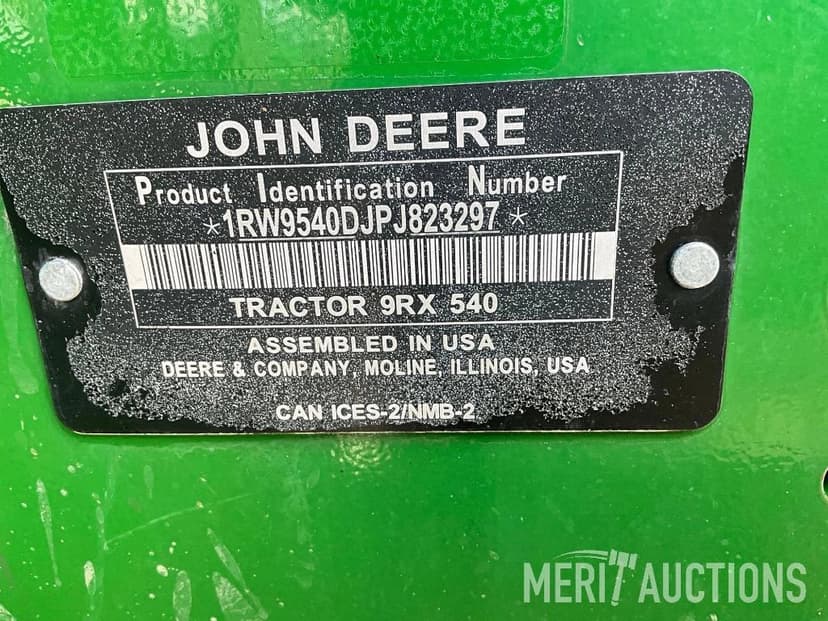 JOHN DEERE
Product Identification Number
*1RW9540DJPJ823297*
TRACTOR 9RX 540
ASSEMBLED IN USA
DEERE & COMPANY, MOLINE, ILLINOIS, USA
CAN ICES-2/NMB-2
MERIT AUCTIONS